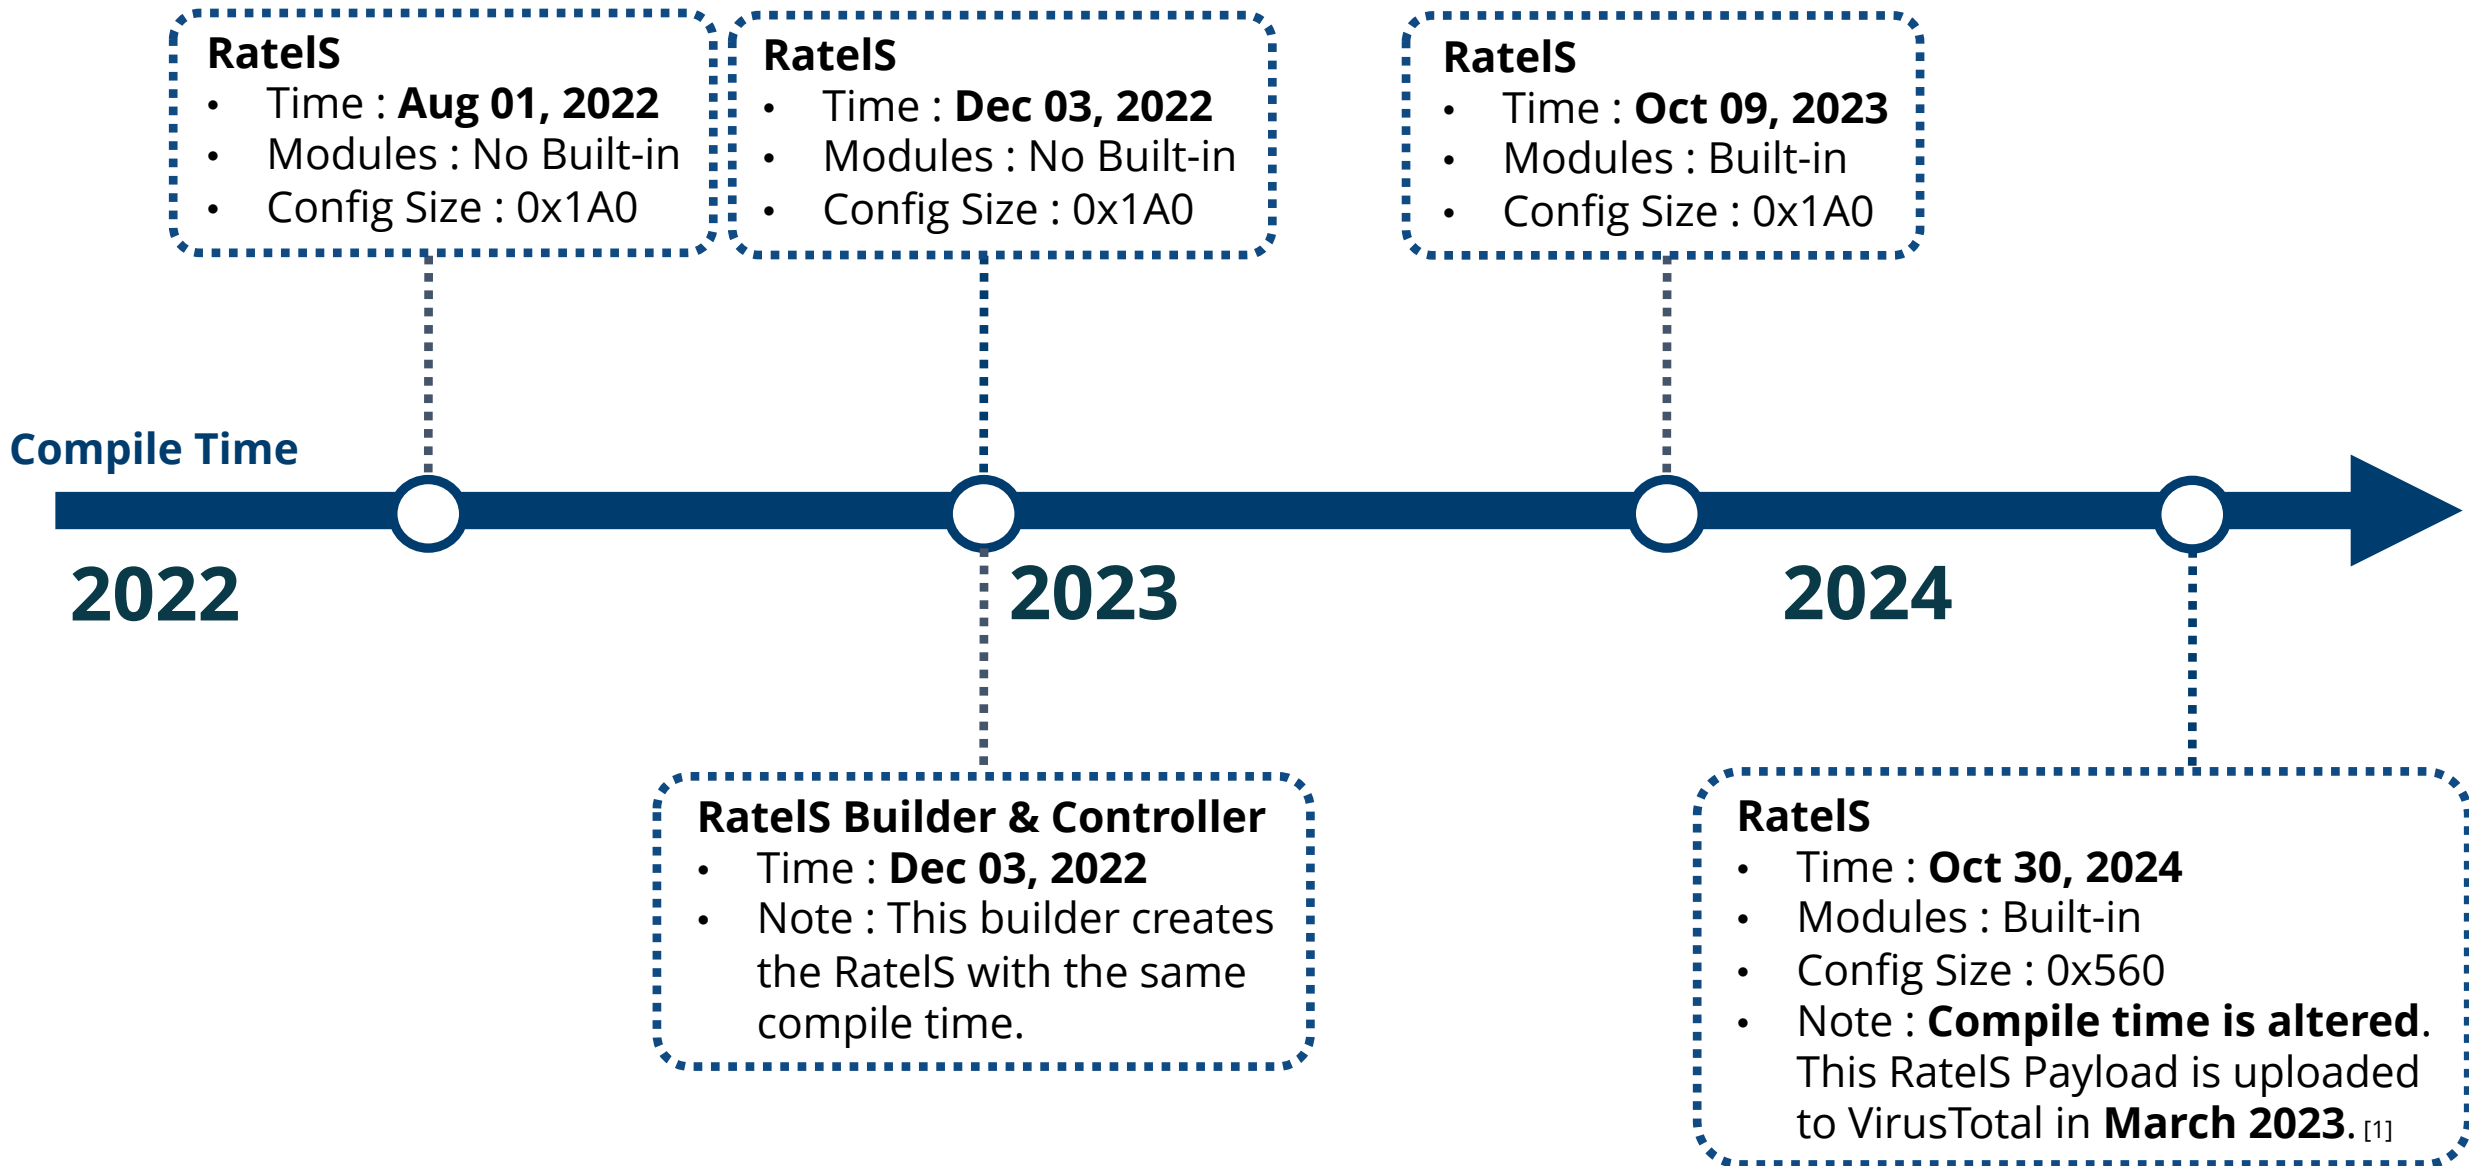 RatelS
• Time : Aug 01, 2022
• Modules : No Built-in
• Config Size : 0x1A0
RatelS
• Time : Dec 03, 2022
• Modules : No Built-in
• Config Size : 0x1A0
RatelS
• Time : Oct 09, 2023
• Modules : Built-in
• Config Size : 0x1A0
Compile Time
2022
2023
2024
RatelS Builder & Controller
• Time : Dec 03, 2022
• Note : This builder creates
the RatelS with the same
compile time.
RatelS
• Time : Oct 30, 2024
• Modules : Built-in
• Config Size : 0x560
• Note : Compile time is altered.
This RatelS Payload is uploaded
to VirusTotal in March 2023. [1]